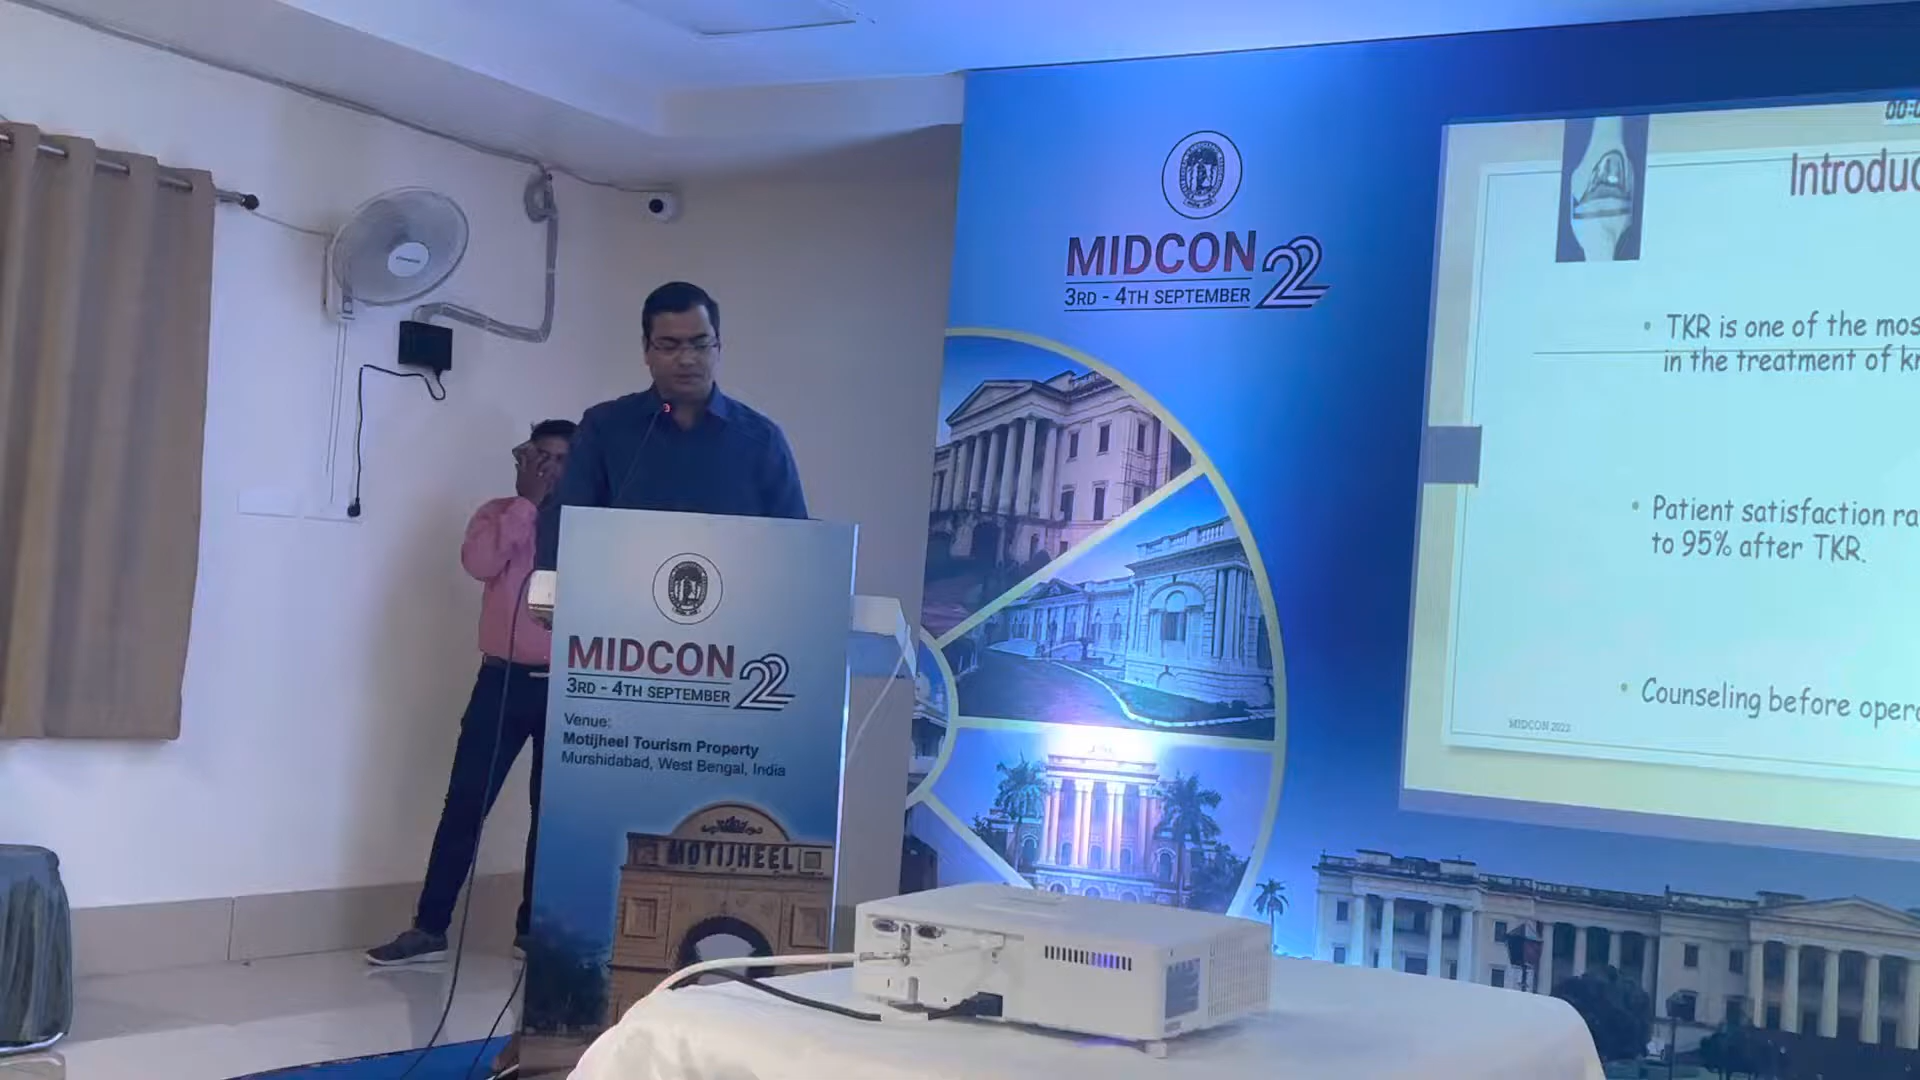 MIDCON 22
3RD - 4TH SEPTEMBER
MIDCON 22
3RD - 4TH SEPTEMBER
Venue:
Motijheel Tourism Property
Murshidabad, West Bengal, India
MOTIJHEEL
00:0
Introduc
• TKR is one of the mos
in the treatment of kn
• Patient satisfaction ra
to 95% after TKR.
• Counseling before opera
MIDCON 2022